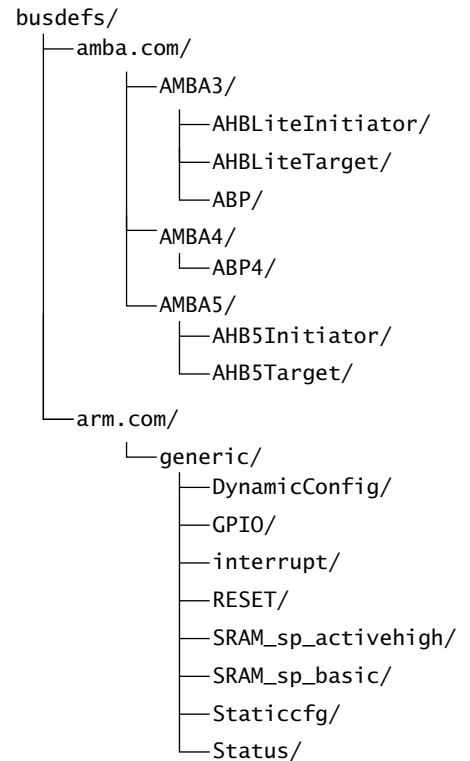 busdefs/
amba.com/
AMBA3/
AHBLiteInitiator/
AHBLiteTarget/
ABP/
AMBA4/
ABP4/
AMBA5/
AHB5Initiator/
AHB5Target/
arm.com/
generic/
DynamicConfig/
GPIO/
interrupt/
RESET/
SRAM_sp_activehigh/
SRAM_sp_basic/
Staticcfg/
Status/